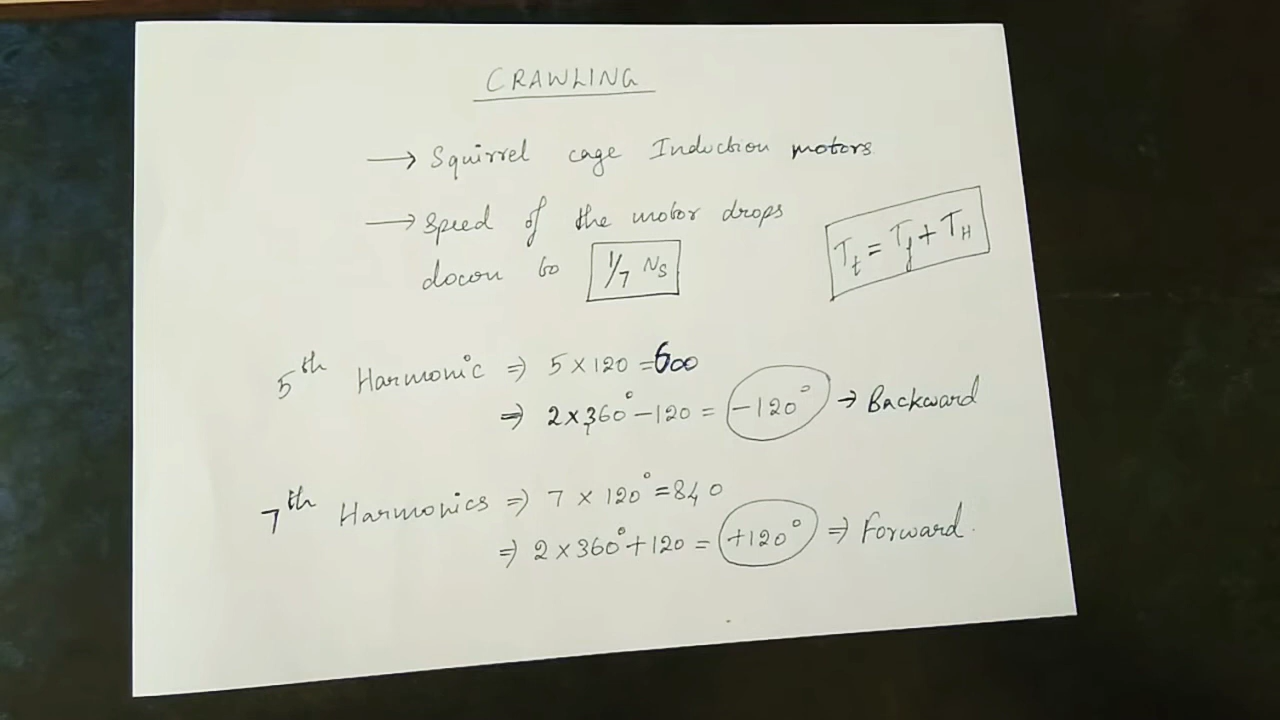 CRAWLING
→ Squirrel cage Induction motors
→ Speed of the motor drops
down to 1/7 Ns
Tt = Tf + TH
5th Harmonic ⇒ 5 x 120 = 600
⇒ 2 x 360° - 120 = -120° → Backward
7th Harmonics ⇒ 7 x 120° = 840
⇒ 2 x 360° + 120 = +120° ⇒ Forward.